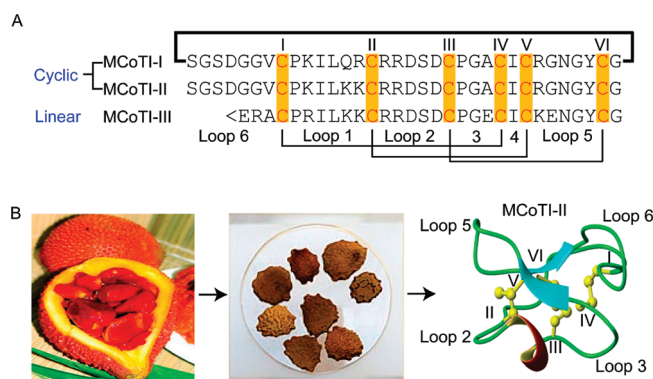 A
I II III IV V VI
Cyclic
MCoTI-I SGSDGGVCPKILQRCRRDSDCPGACICRGNGYCG
MCoTI-II SGSDGGVCPKILKKCRRDSDCPGACICRGNGYCG
Linear MCoTI-III <ERACPRILKKCRRDSDCPGECICKENGYCG
Loop 6 Loop 1 Loop 2 3 4 Loop 5
B
MCoTI-II
Loop 5 Loop 6
VI I
V
II IV
Loop 2 III
Loop 3